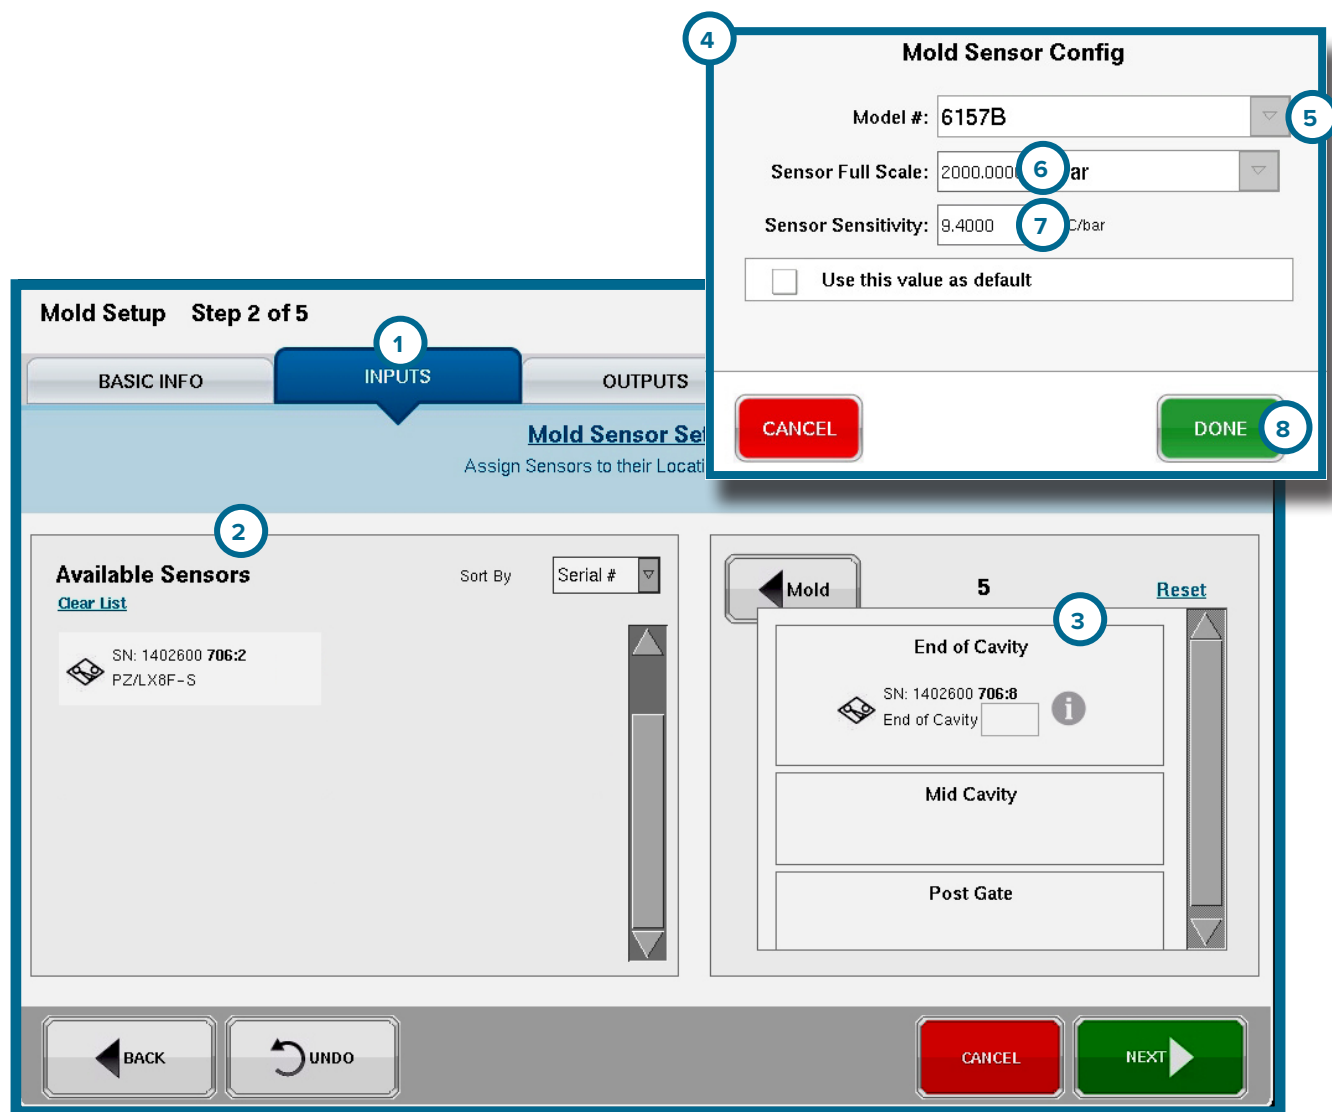 4
Mold Sensor Config
Model #: 6157B
5
Sensor Full Scale: 2000.000 6 ar
Sensor Sensitivity: 9.4000 7 C/bar
Use this value as default
CANCEL
DONE 8
Mold Setup Step 2 of 5
1
BASIC INFO
INPUTS
OUTPUTS
Mold Sensor Se
Assign Sensors to their Locati
2
Available Sensors
Clear List
Sort By
Serial #
SN: 1402600 706:2
PZ/LX8F-S
Mold
5
Reset
3
End of Cavity
SN: 1402600 706:8
End of Cavity
i
Mid Cavity
Post Gate
BACK
UNDO
CANCEL
NEXT